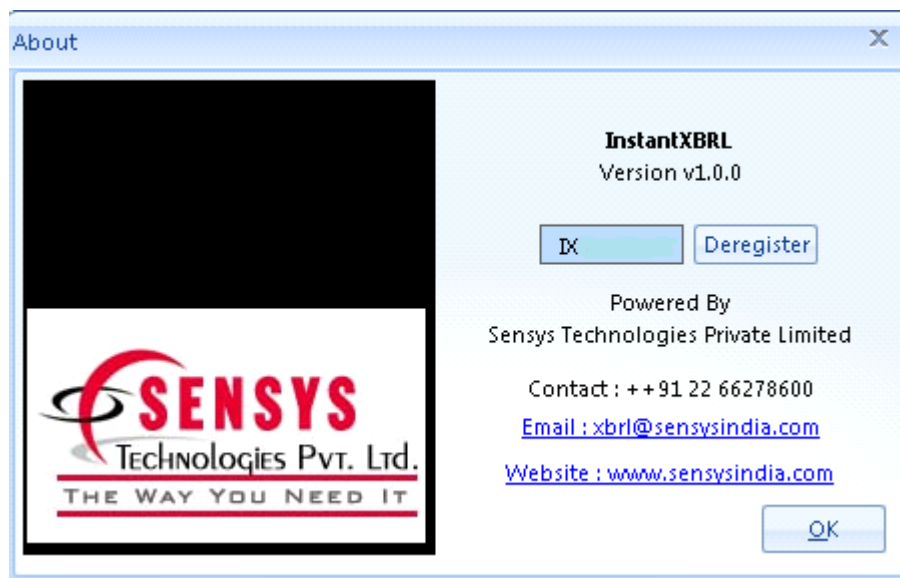 About
SENSYS
Technologies Pvt. Ltd.
THE WAY YOU NEED IT
InstantXBRL
Version v1.0.0
IX
Deregister
Powered By
Sensys Technologies Private Limited
Contact : ++91 22 66278600
Email : xbrl@sensysindia.com
Website : www.sensysindia.com
OK